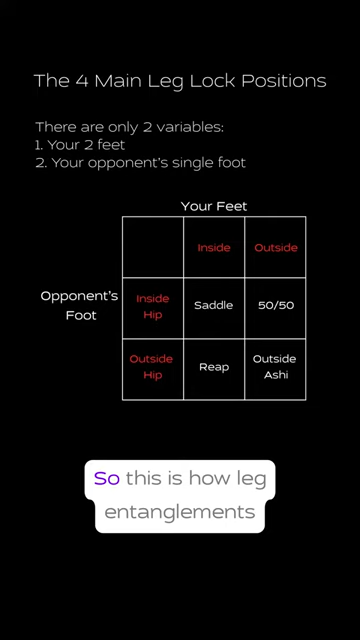 The 4 Main Leg Lock Positions
There are only 2 variables:
1. Your 2 feet
2. Your opponent's single foot
Your Feet
Inside
Outside
Opponent's
Foot
Inside
Hip
Saddle
50/50
Outside
Hip
Reap
Outside
Ashi
So this is how leg
entanglements